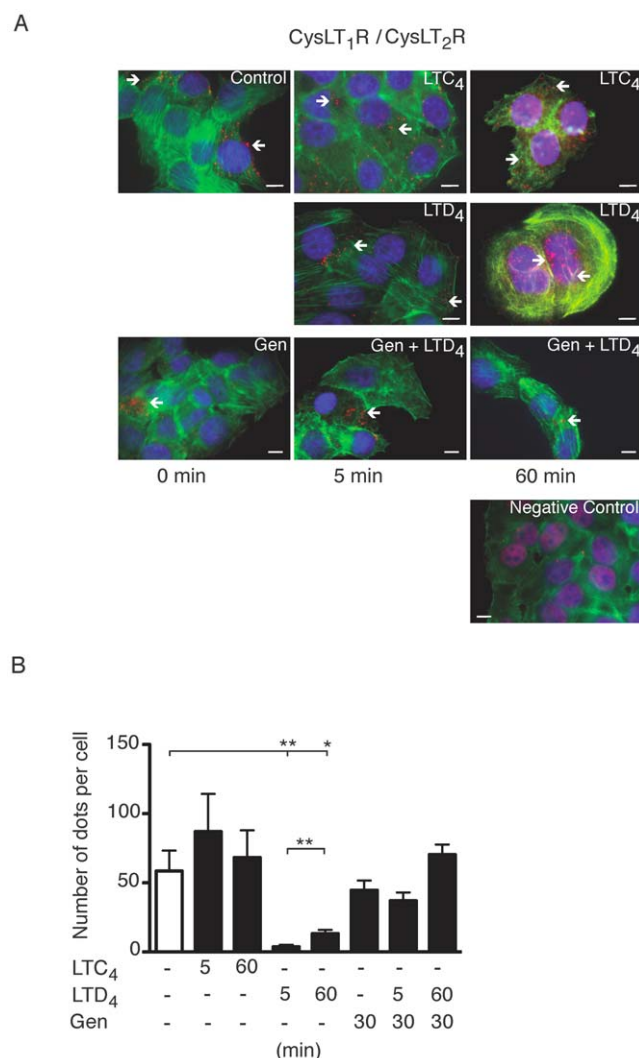 A
CysLT₁R / CysLT₂R
Control LTC₄ LTC₄
LTD₄ LTD₄
Gen Gen + LTD₄ Gen + LTD₄
0 min 5 min 60 min
Negative Control
B
Number of dots per cell
150
100
50
0
** *
**
LTC₄ - 5 60 - - - - -
LTD₄ - - - 5 60 - 5 60
Gen - - - - - 30 30 30
(min)